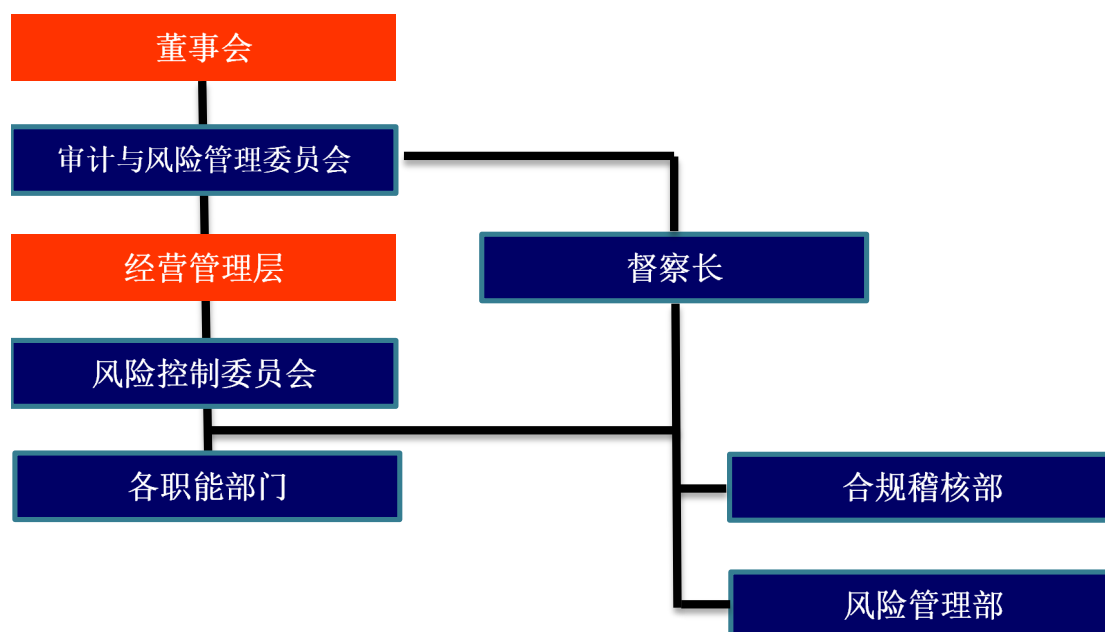 董事会
审计与风险管理委员会
经营管理层
督察长
风险控制委员会
各职能部门
合规稽核部
风险管理部